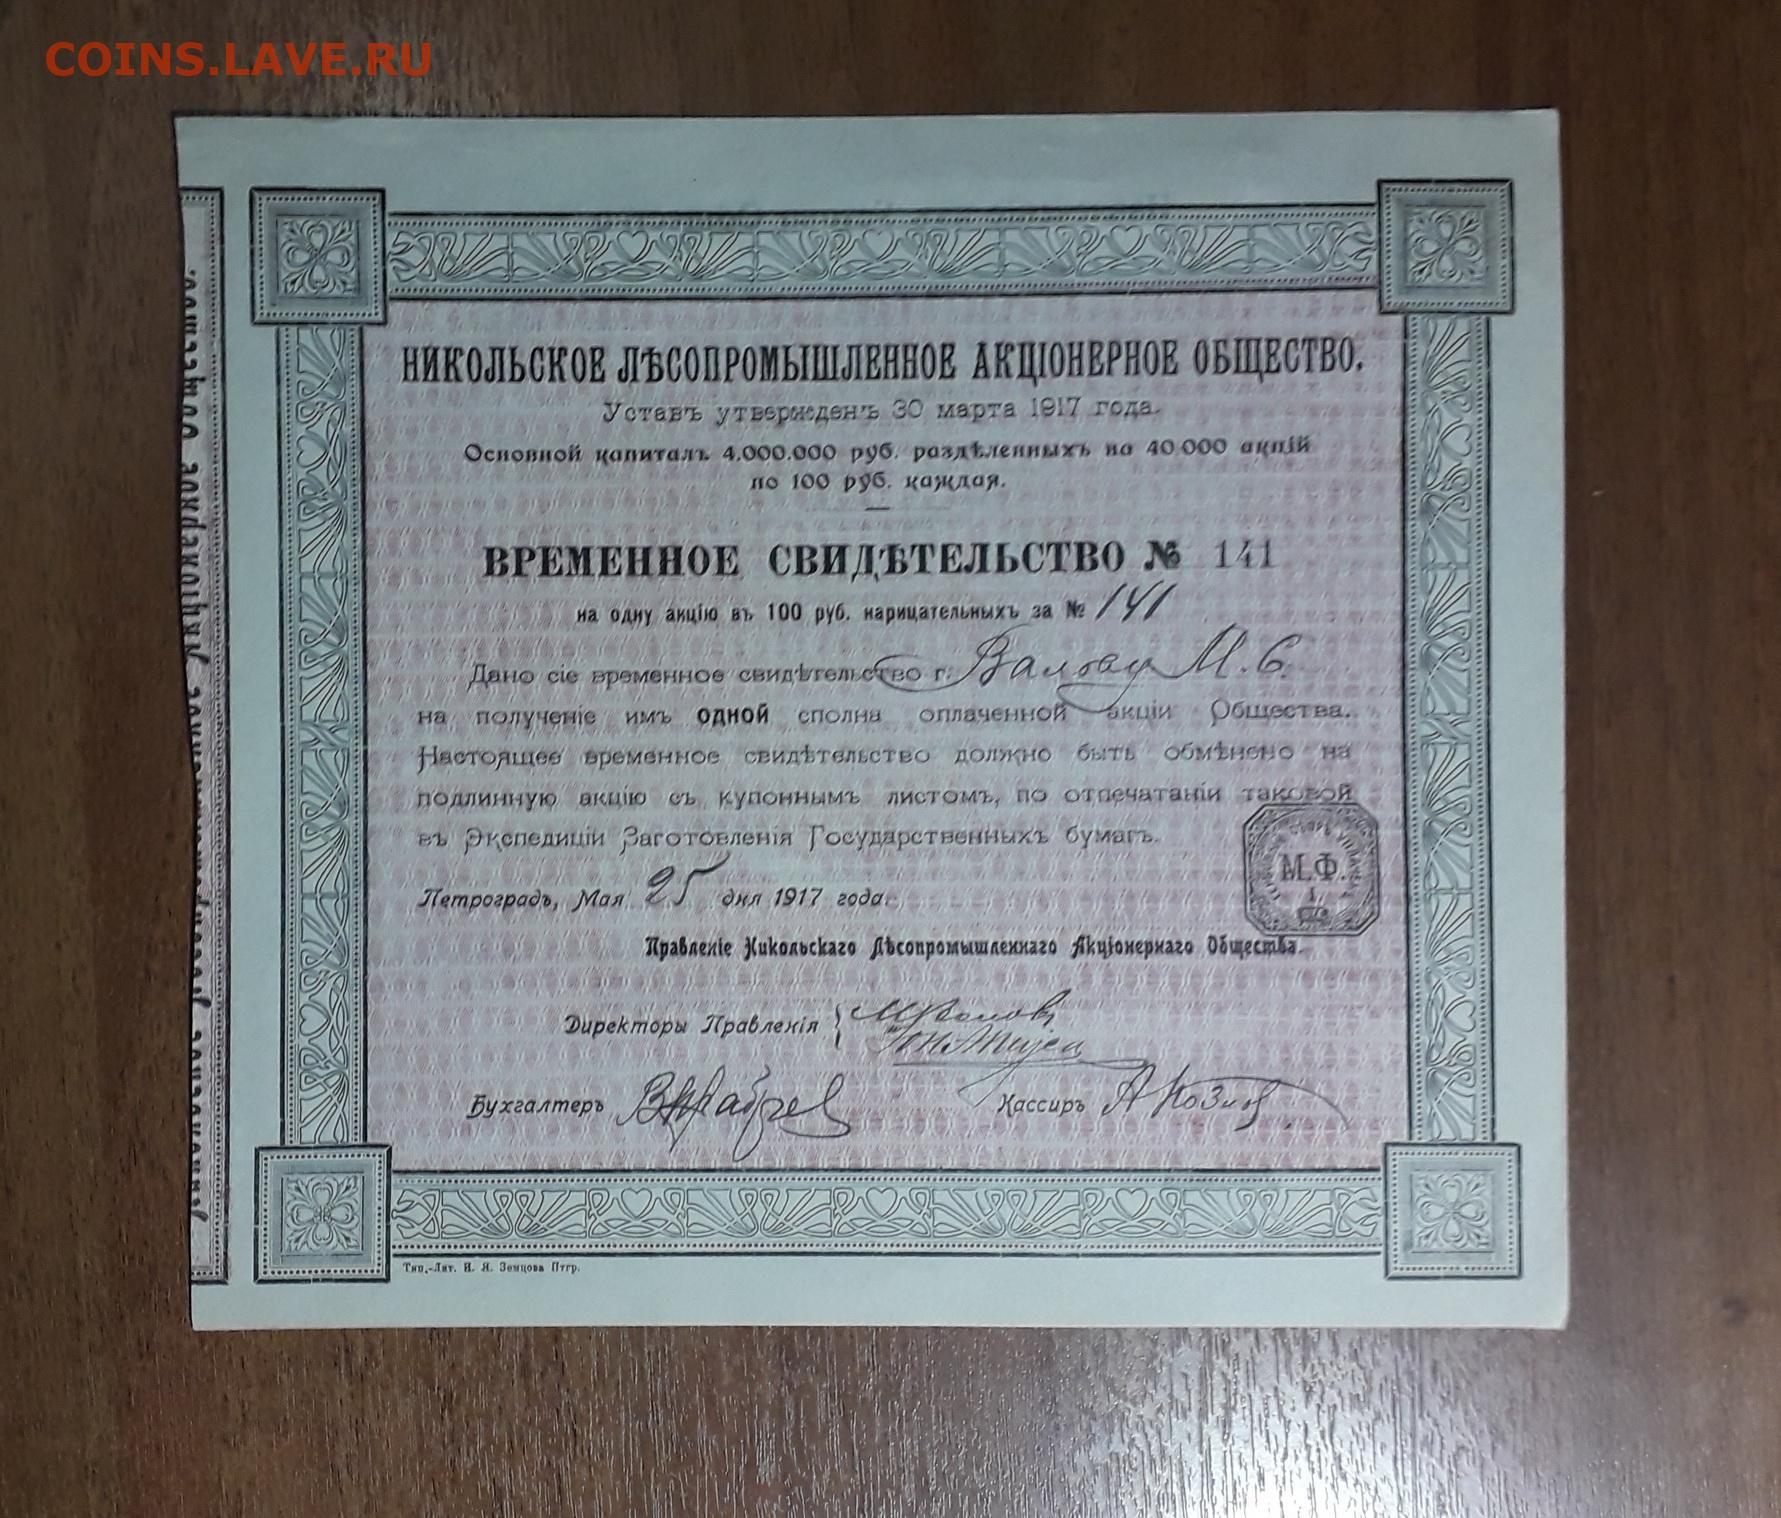 COINS.LAVE.RU
НИКОЛЬСКОЕ ЛѢСОПРОМЫШЛЕННОЕ АКЦІОНЕРНОЕ ОБЩЕСТВО.
Уставъ утвержденъ 30 марта 1917 года.
Основной капиталъ 4.000.000 руб. раздѣленныхъ на 40.000 акцій
по 100 руб. каждая.
ВРЕМЕННОЕ СВИДѢТЕЛЬСТВО № 141
на одну акцію въ 100 руб. нарицательныхъ за № 141
Дано сіе временное свидѣтельство г. Валову М. С.
на полученіе имъ ОДНОЙ сполна оплаченной акціи Общества.
Настоящее временное свидѣтельство должно быть обмѣнено на
подлинную акцію съ купоннымъ листомъ, по отпечатаніи таковой
въ Экспедиціи Заготовленія Государственныхъ бумагъ.
М.Ф.
Петроградъ, Мая 25 дня 1917 года.
Правленіе Никольскаго Лѣсопромышленнаго Акціонернаго Общества.
Директоры Правленія
Бухгалтеръ
Кассиръ
Тип.-Лит. И. Я. Земцова Птгр.